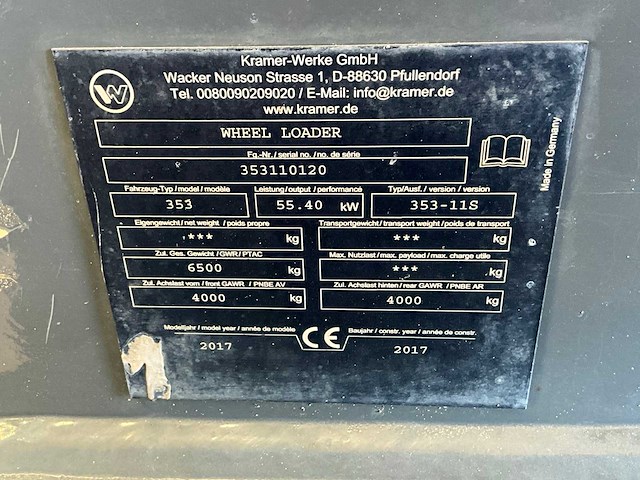 Kramer-Werke GmbH
Wacker Neuson Strasse 1, D-88630 Pfullendorf
Tel. 0080090209020 / E-Mail: info@kramer.de
www.kramer.de
WHEEL LOADER
Fg.-Nr./ serial no./ no. de série
353110120
Made in Germany
Fahrzeug-Typ / model / modèle Leistung / output / performance Typ/Ausf. / version / version
353 55.40 kW 353-11S
Eigengewicht / net weight / poids propre Transportgewicht / transport weight / poids de transport
*** kg *** kg
Zul. Ges. Gewicht / GWR / PTAC Max. Nutzlast / max. payload / max. charge utile
6500 kg *** kg
Zul. Achslast vorn / front GAWR / PNBE AV Zul. Achslast hinten / rear GAWR / PNBE AR
4000 kg 4000 kg
Modelljahr / model year / année de modèle CE Baujahr / constr. year / année de constr.
2017 2017